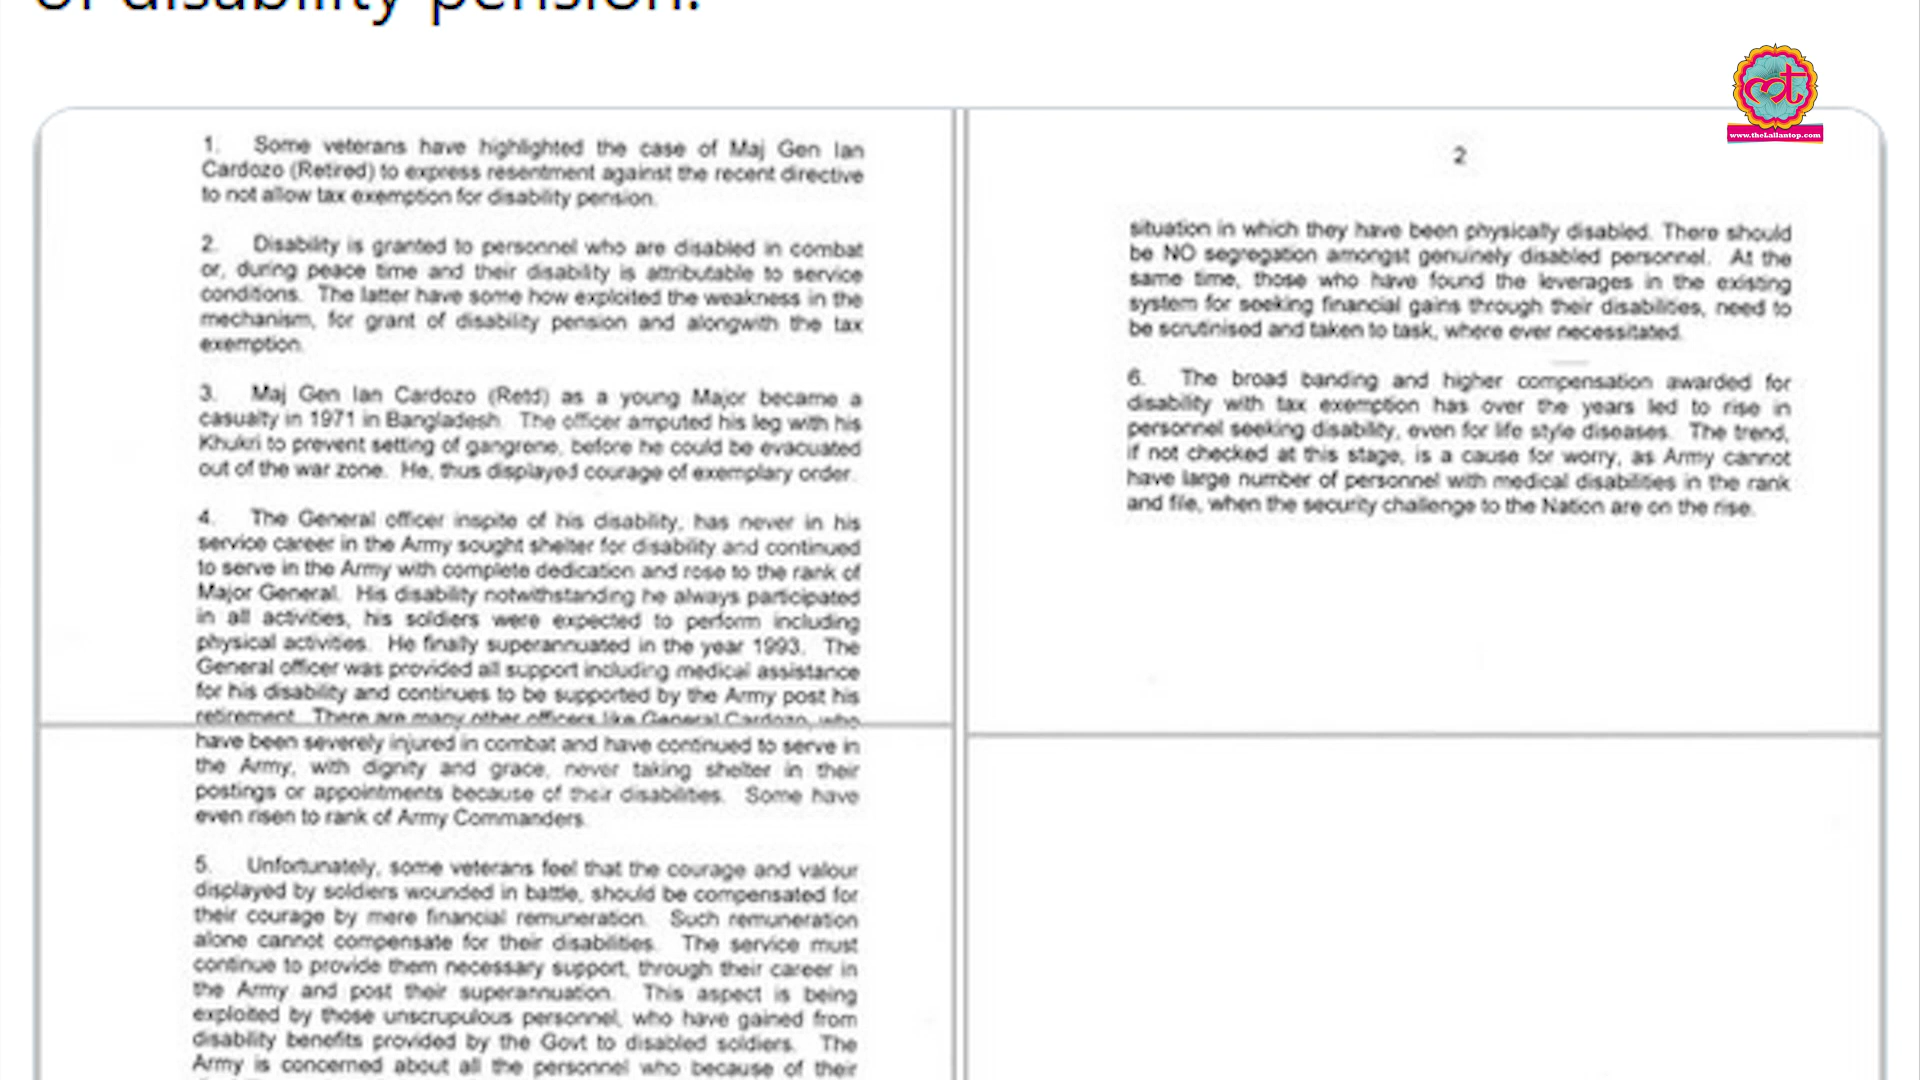 of disability pension.
www.theLallantop.com
1. Some veterans have highlighted the case of Maj Gen Ian
Cardozo (Retired) to express resentment against the recent directive
to not allow tax exemption for disability pension.
2. Disability is granted to personnel who are disabled in combat
or, during peace time and their disability is attributable to service
conditions. The latter have some how exploited the weakness in the
mechanism, for grant of disability pension and alongwith the tax
exemption.
3. Maj Gen Ian Cardozo (Retd) as a young Major became a
casualty in 1971 in Bangladesh. The officer amputed his leg with his
Khukri to prevent setting of gangrene, before he could be evacuated
out of the war zone. He, thus displayed courage of exemplary order.
4. The General officer inspite of his disability, has never in his
service career in the Army sought shelter for disability and continued
to serve in the Army with complete dedication and rose to the rank of
Major General. His disability notwithstanding he always participated
in all activities, his soldiers were expected to perform including
physical activities. He finally superannuated in the year 1993. The
General officer was provided all support including medical assistance
for his disability and continues to be supported by the Army post his
retirement. There are many other officers like General Cardozo, who
have been severely injured in combat and have continued to serve in
the Army, with dignity and grace, never taking shelter in their
postings or appointments because of their disabilities. Some have
even risen to rank of Army Commanders.
5. Unfortunately, some veterans feel that the courage and valour
displayed by soldiers wounded in battle, should be compensated for
their courage by mere financial remuneration. Such remuneration
alone cannot compensate for their disabilities. The service must
continue to provide them necessary support, through their career in
the Army and post their superannuation. This aspect is being
exploited by those unscrupulous personnel, who have gained from
disability benefits provided by the Govt to disabled soldiers. The
Army is concerned about all the personnel who because of their
2
situation in which they have been physically disabled. There should
be NO segregation amongst genuinely disabled personnel. At the
same time, those who have found the leverages in the existing
system for seeking financial gains through their disabilities, need to
be scrutinised and taken to task, where ever necessitated.
6. The broad banding and higher compensation awarded for
disability with tax exemption has over the years led to rise in
personnel seeking disability, even for life style diseases. The trend,
if not checked at this stage, is a cause for worry, as Army cannot
have large number of personnel with medical disabilities in the rank
and file, when the security challenge to the Nation are on the rise.